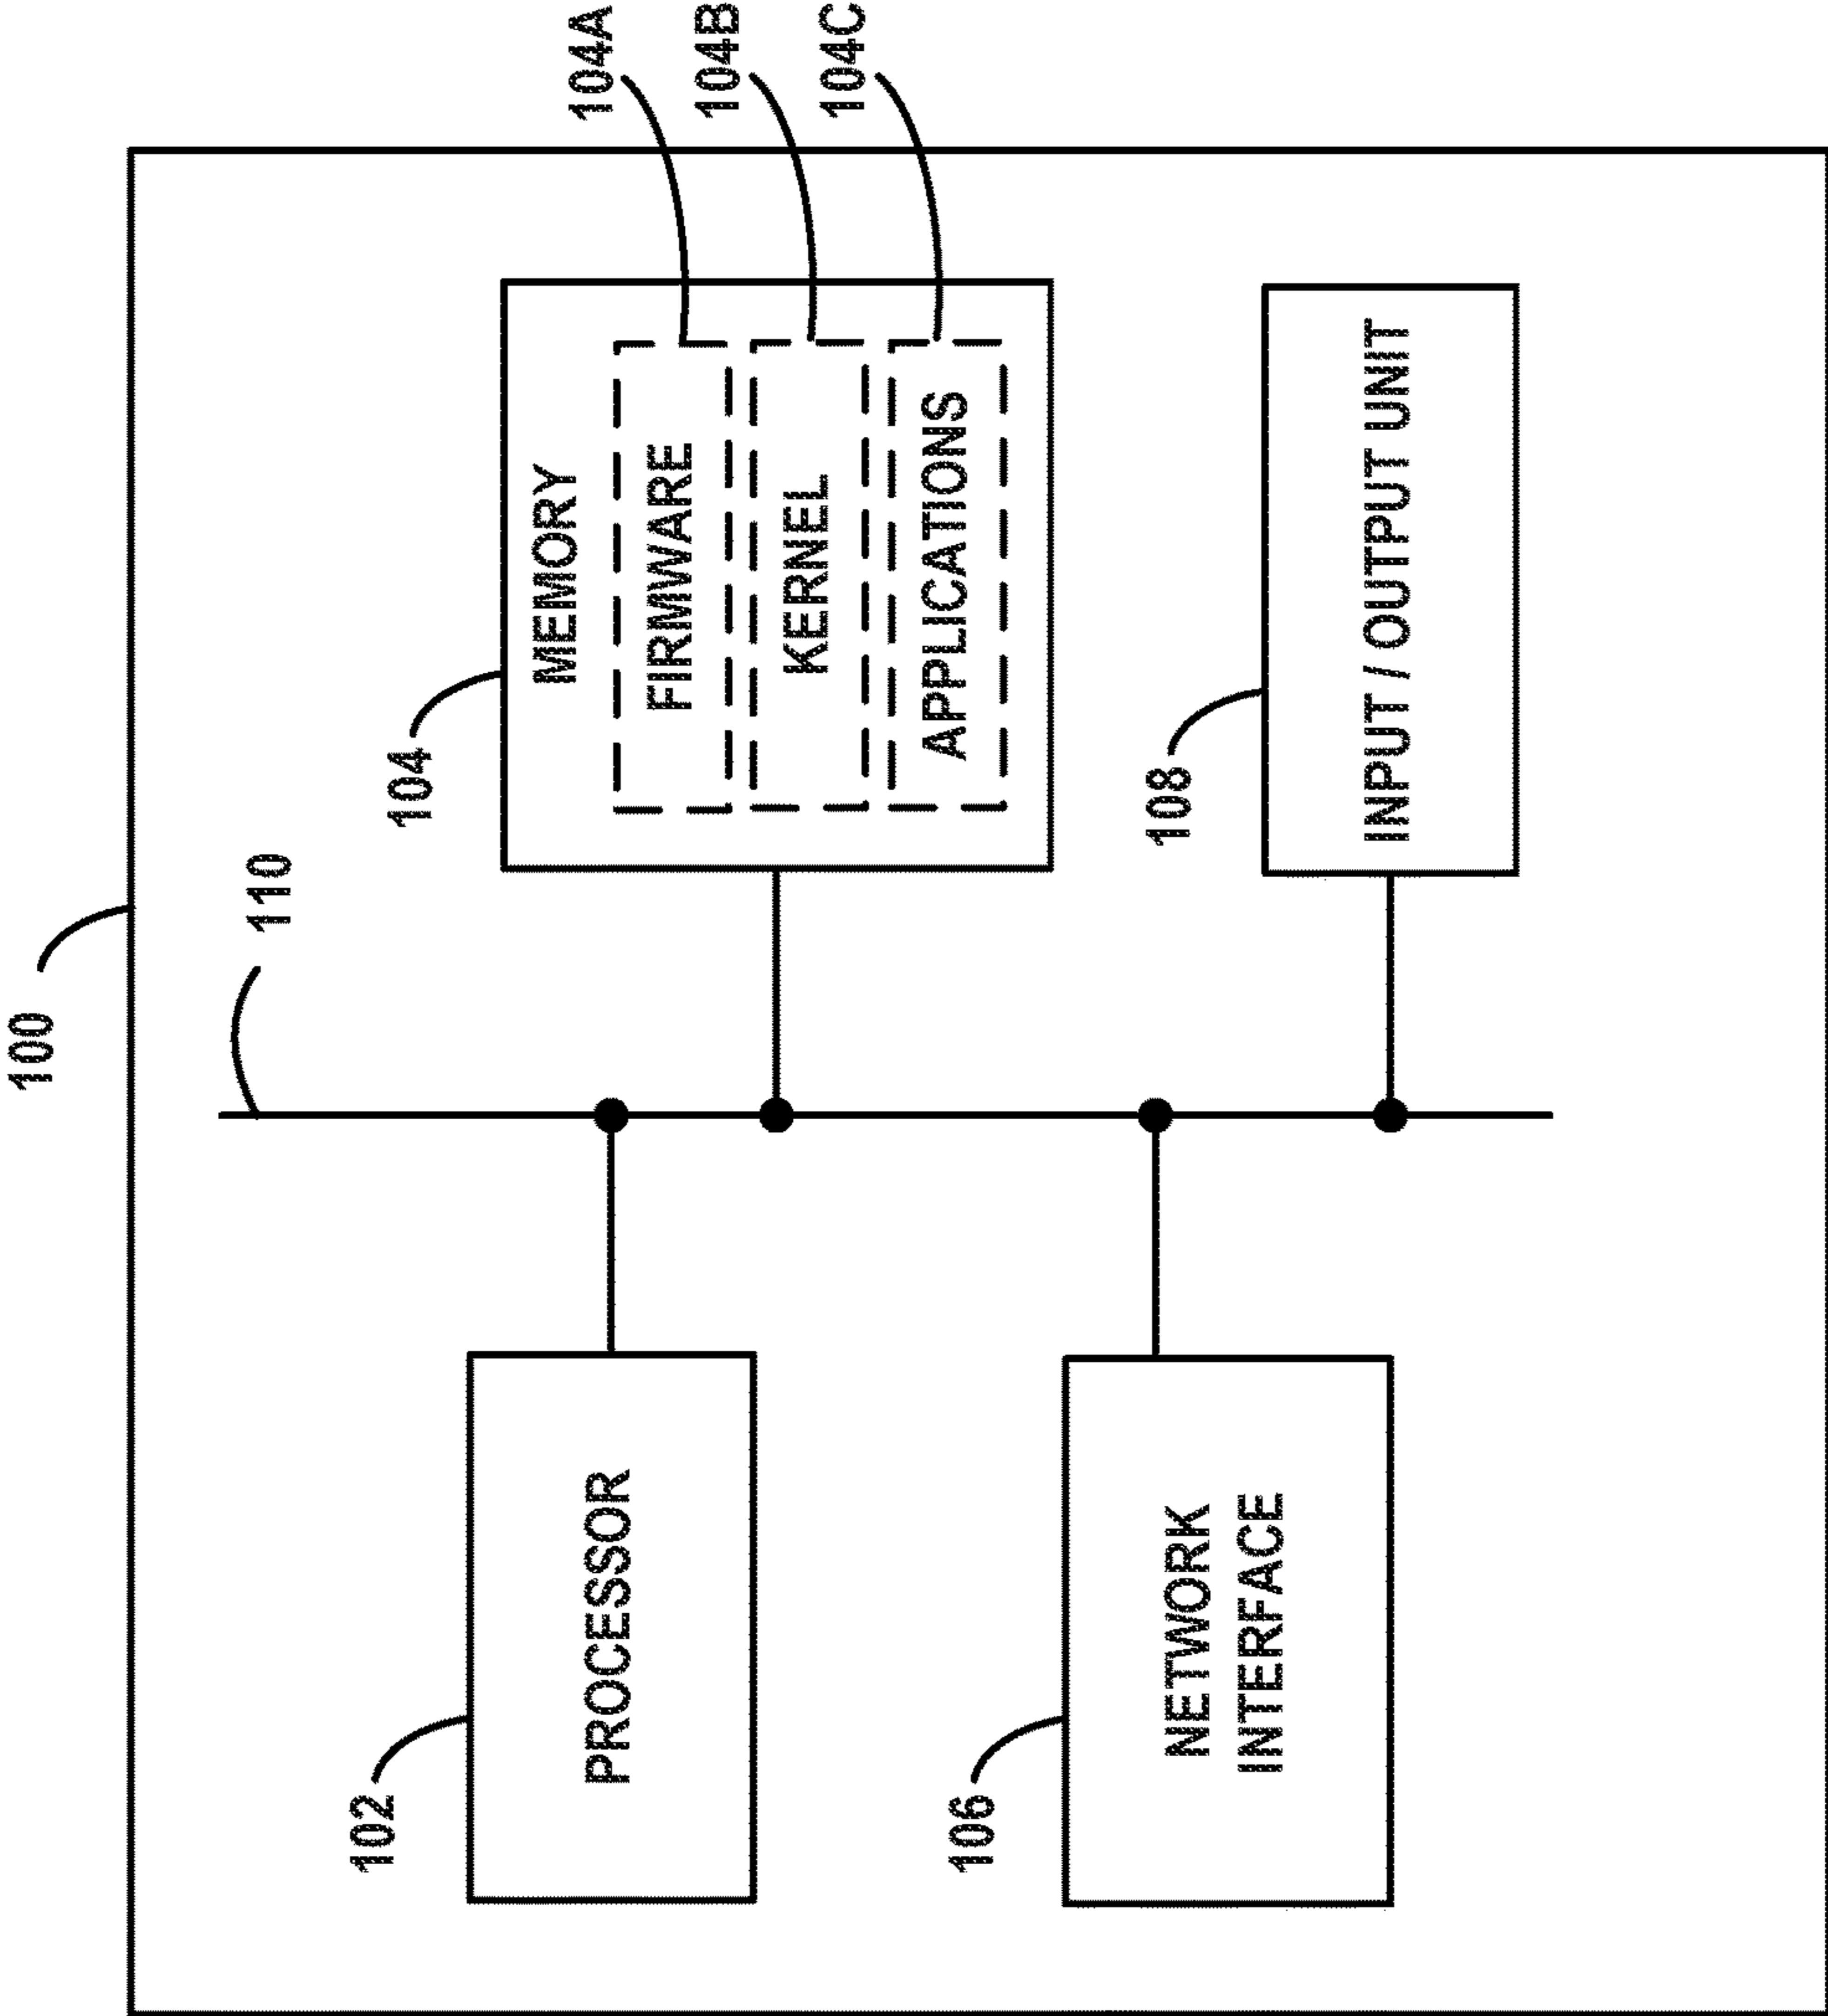 100
110
102
PROCESSOR
104
MEMORY
FIRMWARE
104A
KERNEL
104B
APPLICATIONS
104C
106
NETWORK
INTERFACE
108
INPUT / OUTPUT UNIT